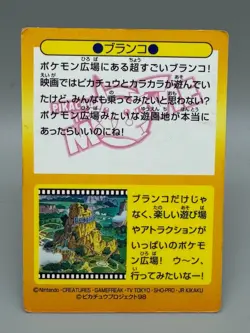 ●ブランコ●
ポケモン広場にある超すごいブランコ！
映画ではピカチュウとカラカラが遊んでい
たけど、みんなも乗ってみたいと思わない？
ポケモン広場みたいな遊園地が本当に
あったらいいのにね！
ブランコだけじゃ
なく、楽しい遊び場
やアトラクションが
いっぱいのポケモ
ン広場！ ウ〜ン、
行ってみたいなー！
©Nintendo・CREATURES・GAMEFREAK・TV TOKYO・SHO-PRO・JR KIKAKU
©ピカチュウプロジェクト98